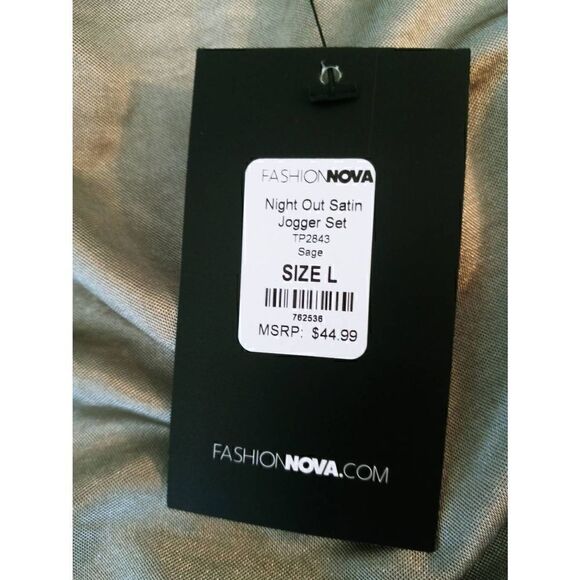 FASHIONNOVA
Night Out Satin
Jogger Set
TP2843
Sage
SIZE L
762536
MSRP: $44.99
FASHIONNOVA.COM